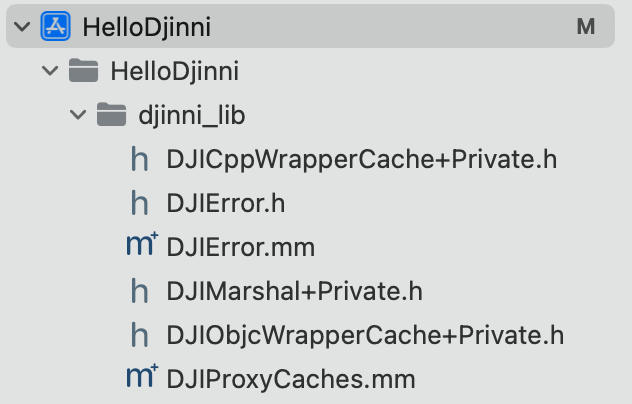 HelloDjinni M
HelloDjinni
djinni_lib
h DJICppWrapperCache+Private.h
h DJIError.h
m+ DJIError.mm
h DJIMarshal+Private.h
h DJIObjcWrapperCache+Private.h
m+ DJIProxyCaches.mm